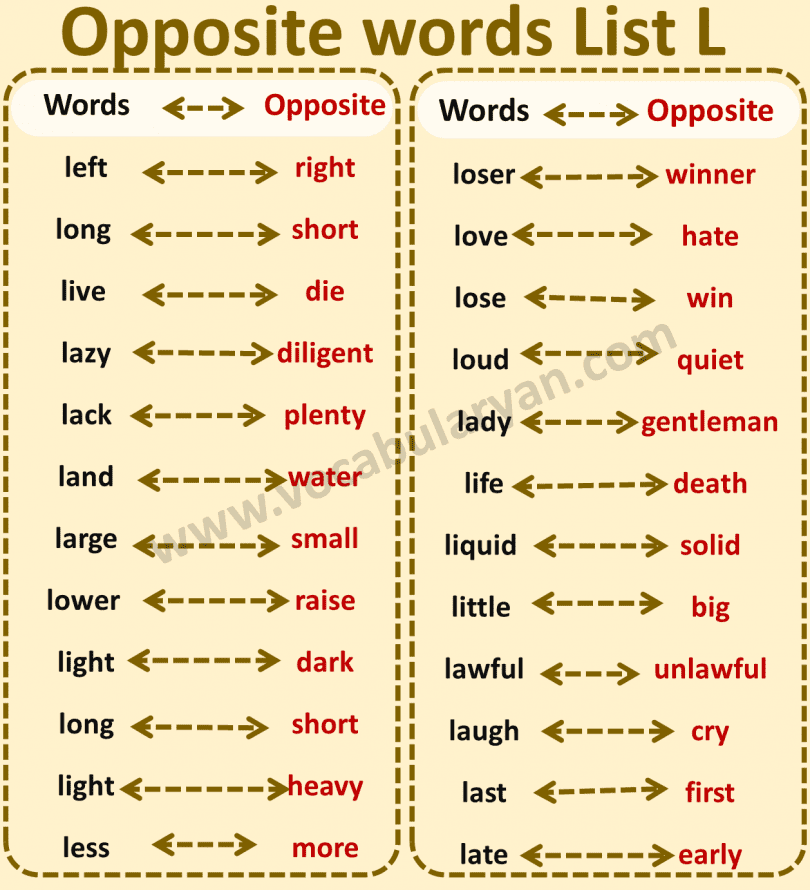 Opposite words List L
Words Opposite
left right
long short
live die
lazy diligent
lack plenty
land water
large small
lower raise
light dark
long short
light heavy
less more
Words Opposite
loser winner
love hate
lose win
loud quiet
lady gentleman
life death
liquid solid
little big
lawful unlawful
laugh cry
last first
late early
www.vocabularyan.com